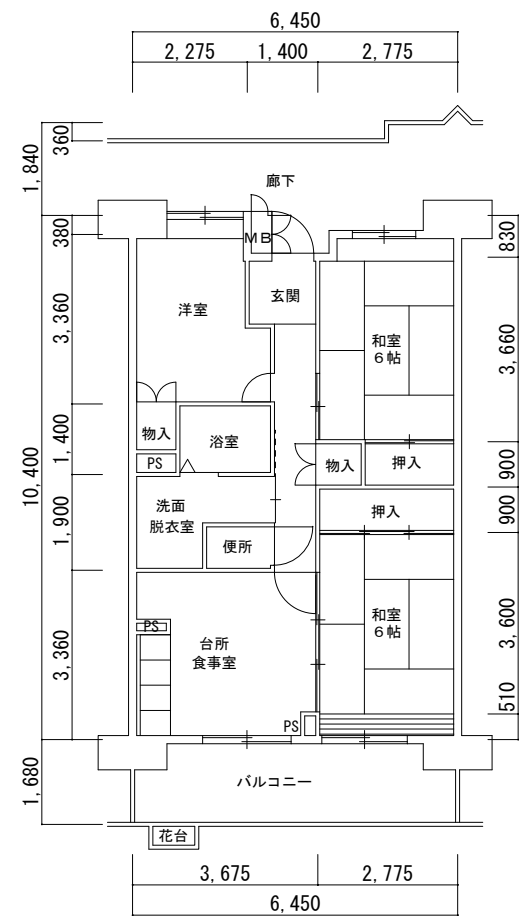 6,450
2,275
1,400
2,775
360
1,840
廊下
380
MB
830
玄関
洋室
3,360
和室
6帖
3,660
物入
浴室
1,400
PS
物入
押入
900
10,400
洗面
脱衣室
1,900
押入
900
便所
PS
台所
食事室
和室
6帖
3,360
3,600
PS
510
1,680
バルコニー
花台
3,675
2,775
6,450